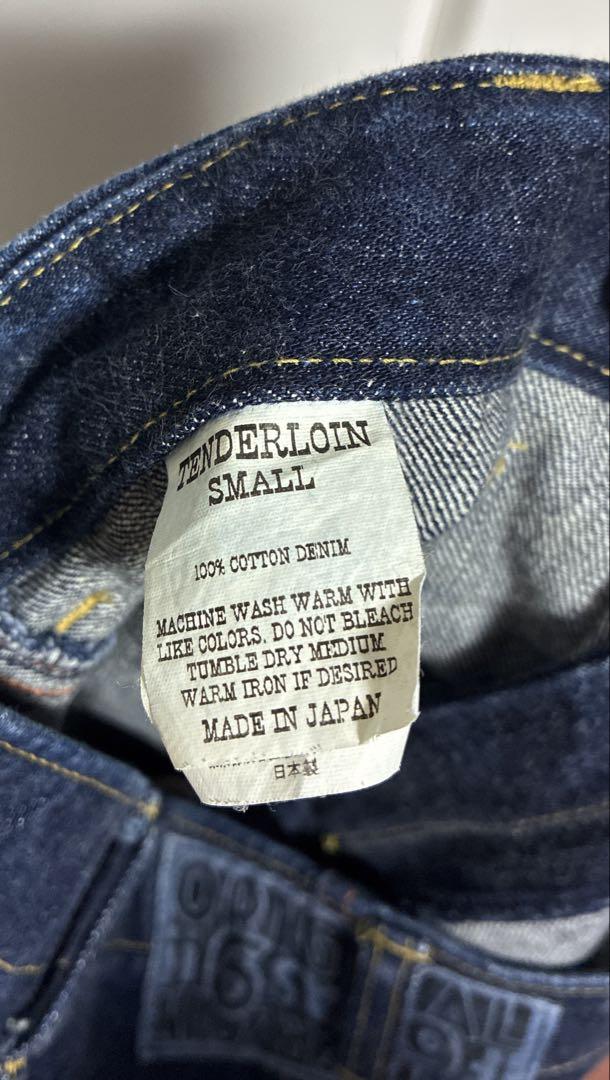 TENDERLOIN
SMALL
100% COTTON DENIM
MACHINE WASH WARM WITH
LIKE COLORS. DO NOT BLEACH
TUMBLE DRY MEDIUM
WARM IRON IF DESIRED
MADE IN JAPAN
日本製